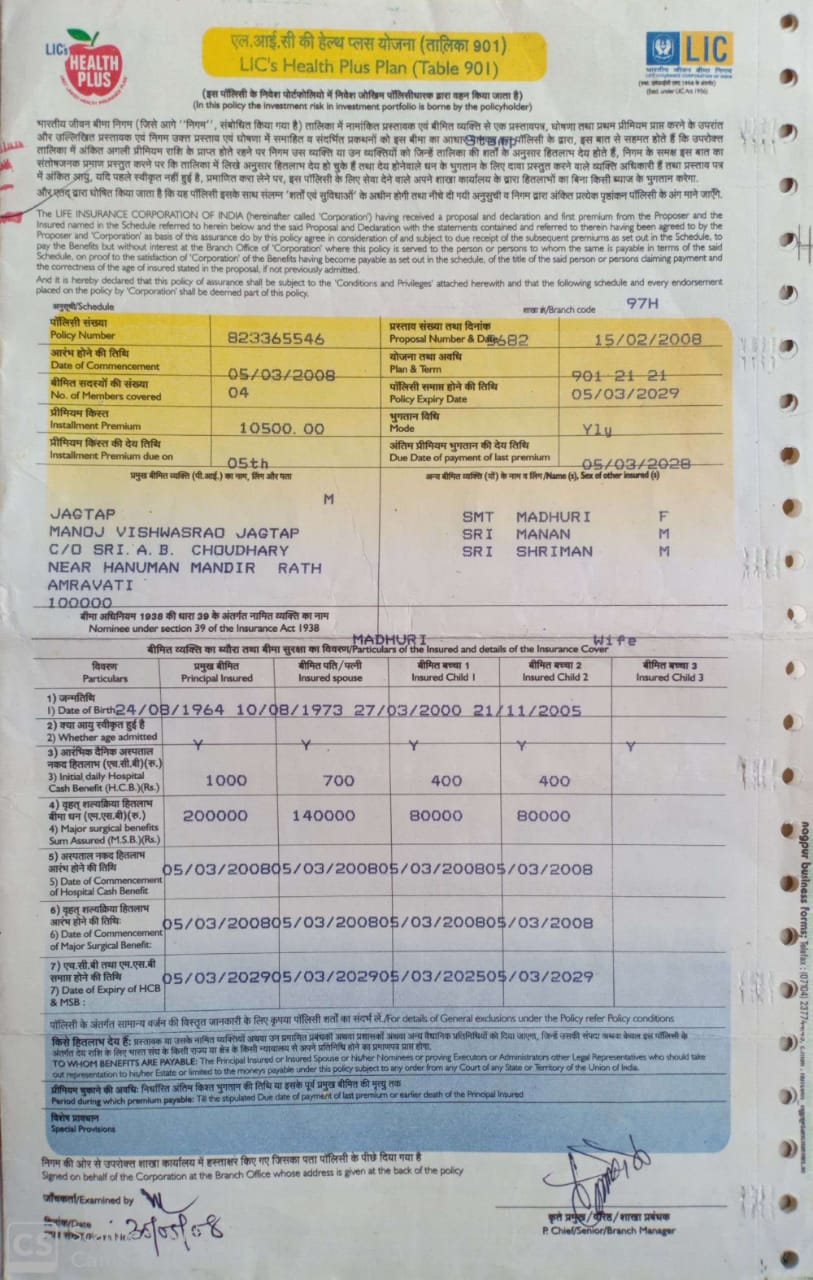 LIC's
HEALTH
PLUS
एल.आई.सी की हेल्थ प्लस योजना (तालिका 901)
LIC's Health Plus Plan (Table 901)
LIC
भारतीय जीवन बीमा निगम
LIFE INSURANCE CORPORATION OF INDIA
(Estd. under LIC Act 1956)
(इस पॉलिसी के निवेश पोर्टफोलियो में निवेश जोखिम पॉलिसीधारक द्वारा वहन किया जाता है)
(In this policy the investment risk in investment portfolio is borne by the policyholder)
भारतीय जीवन बीमा निगम (जिसे आगे "निगम", संबोधित किया गया है) तालिका में नामांकित प्रस्तावक एवं बीमित व्यक्ति से एक प्रस्तावपत्र, घोषणा तथा प्रथम प्रीमियम प्राप्त करने के उपरांत
और उल्लिखित प्रस्तावक एवं निगम उक्त प्रस्ताव एवं घोषणा में समाहित व संदर्भित प्रकथनों को इस बीमा का आधार पॉलिसी के द्वारा, इस बात से सहमत होते हैं कि उपरोक्त
तालिका में अंकित अगली प्रीमियम राशि के प्राप्त होते रहने पर निगम उस व्यक्ति या उन व्यक्तियों को जिन्हें तालिका की शर्तों के अनुसार हितलाभ देय होते हैं, निगम के समक्ष इस बात का
संतोषजनक प्रमाण प्रस्तुत करने पर कि तालिका में लिखे अनुसार हितलाभ देय हो चुके हैं तथा देय होनेवाले धन के भुगतान के लिए दावा प्रस्तुत करने वाले व्यक्ति अधिकारी हैं तथा प्रस्ताव पत्र
में अंकित आयु, यदि पहले स्वीकृत नहीं हुई है, प्रमाणित करा लेने पर, इस पॉलिसी के लिए सेवा देने वाले अपने शाखा कार्यालय के द्वारा हितलाभों का बिना किसी ब्याज के भुगतान करेगा.
और एतद् द्वारा घोषित किया जाता है कि यह पॉलिसी इसके साथ संलग्न 'शर्तों एवं सुविधाओं' के अधीन होगी तथा नीचे दी गयी अनुसूची व निगम द्वारा अंकित प्रत्येक पृष्ठांकन पॉलिसी के अंग माने जाएँगे.
The LIFE INSURANCE CORPORATION OF INDIA (hereinafter called 'Corporation') having received a proposal and declaration and first premium from the Proposer and the
Insured named in the Schedule referred to herein below and the said Proposal and Declaration with the statements contained and referred to therein having been agreed to by the
Proposer and 'Corporation' as basis of this assurance do by this policy agree in consideration of and subject to due receipt of the subsequent premiums as set out in the Schedule, to
pay the Benefits but without interest at the Branch Office of 'Corporation' where this policy is served to the person or persons to whom the same is payable in terms of the said
Schedule, on proof to the satisfaction of 'Corporation' of the Benefits having become payable as set out in the schedule, of the title of the said person or persons claiming payment and
the correctness of the age of insured stated in the proposal, if not previously admitted.
And it is hereby declared that this policy of assurance shall be subject to the 'Conditions and Privileges' attached herewith and that the following schedule and every endorsement
placed on the policy by 'Corporation' shall be deemed part of this policy.
अनुसूची/Schedule
शाखा सं/Branch code 97H
पॉलिसी संख्या
Policy Number 823365546
प्रस्ताव संख्या तथा दिनांक
Proposal Number & Date 5682 15/02/2008
आरंभ होने की तिथि
Date of Commencement 05/03/2008
योजना तथा अवधि
Plan & Term 901 21 21
बीमित सदस्यों की संख्या
No. of Members covered 04
पॉलिसी समाप्त होने की तिथि
Policy Expiry Date 05/03/2029
प्रीमियम किस्त
Installment Premium 10500.00
भुगतान विधि
Mode Yly
प्रीमियम किस्त की देय तिथि
Installment Premium due on 05th
अंतिम प्रीमियम भुगतान की देय तिथि
Due Date of payment of last premium 05/03/2028
प्रमुख बीमित व्यक्ति (पी.आई.) का नाम, लिंग और पता
अन्य बीमित व्यक्ति (यों) के नाम व लिंग/Name (s), Sex of other insured (s)
M
JAGTAP
MANOJ VISHWASRAO JAGTAP
C/O SRI. A. B. CHOUDHARY
NEAR HANUMAN MANDIR RATH
AMRAVATI
100000
SMT MADHURI F
SRI MANAN M
SRI SHRIMAN M
बीमा अधिनियम 1938 की धारा 39 के अंतर्गत नामित व्यक्ति का नाम
Nominee under section 39 of the Insurance Act 1938
MADHURI Wife
बीमित व्यक्ति का ब्यौरा तथा बीमा सुरक्षा का विवरण/Particulars of the Insured and details of the Insurance Cover
विवरण प्रमुख बीमित बीमित पति/पत्नी बीमित बच्चा 1 बीमित बच्चा 2 बीमित बच्चा 3
Particulars Principal Insured Insured spouse Insured Child 1 Insured Child 2 Insured Child 3
1) जन्मतिथि
1) Date of Birth 24/08/1964 10/08/1973 27/03/2000 21/11/2005
2) क्या आयु स्वीकृत हुई है
2) Whether age admitted Y Y Y Y Y
3) आरंभिक दैनिक अस्पताल
नकद हितलाभ (एच.सी.बी)(रु.)
3) Initial daily Hospital 1000 700 400 400
Cash Benefit (H.C.B.)(Rs.)
4) वृहत् शल्यक्रिया हितलाभ
बीमा धन (एम.एस.बी)(रु.) 200000 140000 80000 80000
4) Major surgical benefits
Sum Assured (M.S.B.)(Rs.)
5) अस्पताल नकद हितलाभ
आरंभ होने की तिथि 05/03/2008 05/03/2008 05/03/2008 05/03/2008
5) Date of Commencement
of Hospital Cash Benefit
6) वृहत् शल्यक्रिया हितलाभ
आरंभ होने की तिथि: 05/03/2008 05/03/2008 05/03/2008 05/03/2008
6) Date of Commencement
of Major Surgical Benefit:
7) एच.सी.बी तथा एम.एस.बी
समाप्त होने की तिथि 05/03/2029 05/03/2029 05/03/2025 05/03/2029
7) Date of Expiry of HCB
& MSB :
पॉलिसी के अंतर्गत सामान्य वर्जन की विस्तृत जानकारी के लिए कृपया पॉलिसी शर्तों का संदर्भ लें./For details of General exclusions under the Policy refer Policy conditions
किसे हितलाभ देय हैं: प्रस्तावक या उसके नामित व्यक्तियों अथवा उन प्रमाणित प्रबंधकों अथवा प्रशासकों अथवा अन्य वैधानिक प्रतिनिधियों को दिया जाएगा, जिन्हें उसकी संपदा अथवा केवल इस पॉलिसी के
अंतर्गत देय राशि के लिए भारत संघ के किसी राज्य या क्षेत्र के किसी न्यायालय से अपने प्रतिनिधि होने का प्रमाणपत्र प्राप्त होगा.
TO WHOM BENEFITS ARE PAYABLE: The Principal Insured or Insured Spouse or his/her Nominees or proving Executors or Administrators other Legal Representatives who should take
out representation to his/her Estate or limited to the moneys payable under this policy subject to any order from any Court of any State or Territory of the Union of India.
प्रीमियम चुकाने की अवधि: निर्धारित अंतिम किश्त भुगतान की तिथि या इसके पूर्व प्रमुख बीमित की मृत्यु तक
Period during which premium payable: Till the stipulated Due date of payment of last premium or earlier death of the Principal Insured
विशेष प्रावधान
Special Provisions
निगम की ओर से उपरोक्त शाखा कार्यालय में हस्ताक्षर किए गए जिसका पता पॉलिसी के पीछे दिया गया है
Signed on behalf of the Corporation at the Branch Office whose address is given at the back of the policy
जाँचकर्ता/Examined by
दिनांक/Date
कृते प्रमुख/वरिष्ठ/शाखा प्रबंधक
P. Chief/Senior/Branch Manager
CS
nagpur business forms;